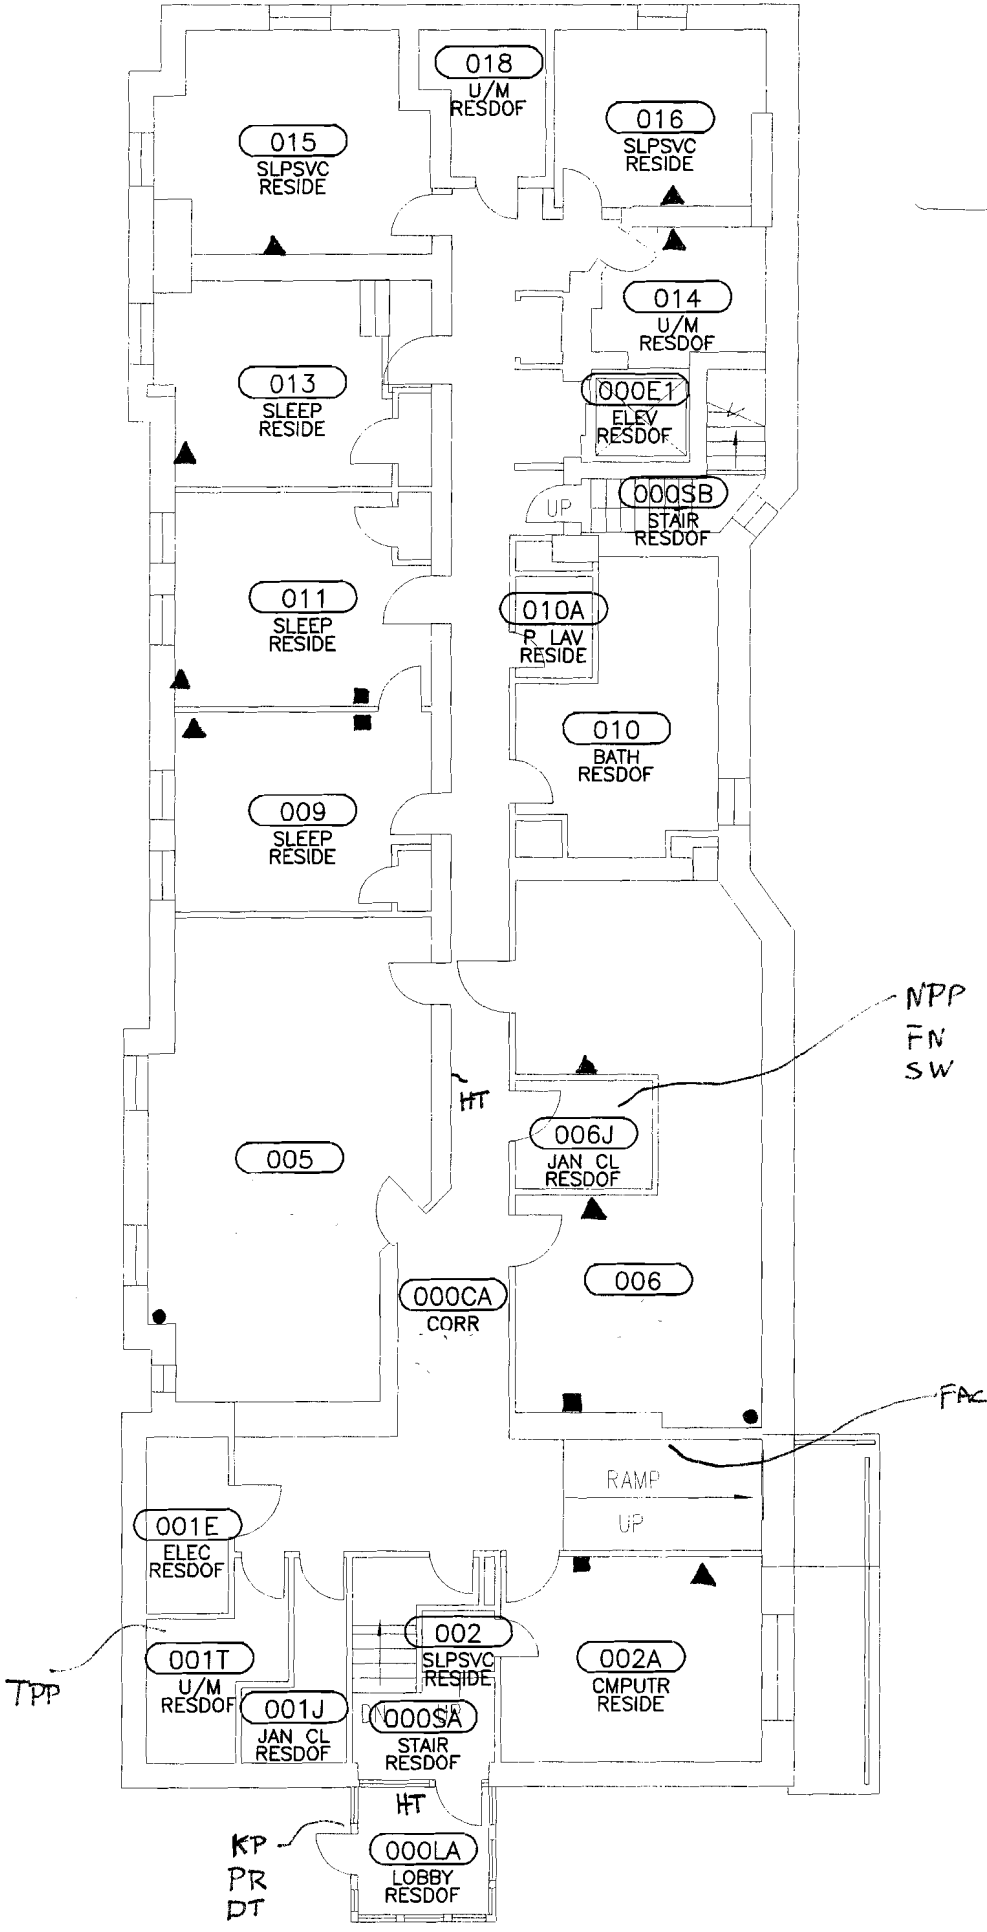 018
U/M
RESDOF
015
SLPSVC
RESIDE
016
SLPSVC
RESIDE
014
U/M
RESDOF
013
SLEEP
RESIDE
000E1
ELEV
RESDOF
000SB
STAIR
RESDOF
UP
011
SLEEP
RESIDE
010A
P LAV
RESIDE
010
BATH
RESDOF
009
SLEEP
RESIDE
NPP
FN
SW
HT
006J
JAN CL
RESDOF
005
006
000CA
CORR
FAC
RAMP
UP
001E
ELEC
RESDOF
002
SLPSVC
RESIDE
002A
CMPUTR
RESIDE
TPP
001T
U/M
RESDOF
001J
JAN CL
RESDOF
DN
UP
000SA
STAIR
RESDOF
HT
KP
PR
DT
000LA
LOBBY
RESDOF